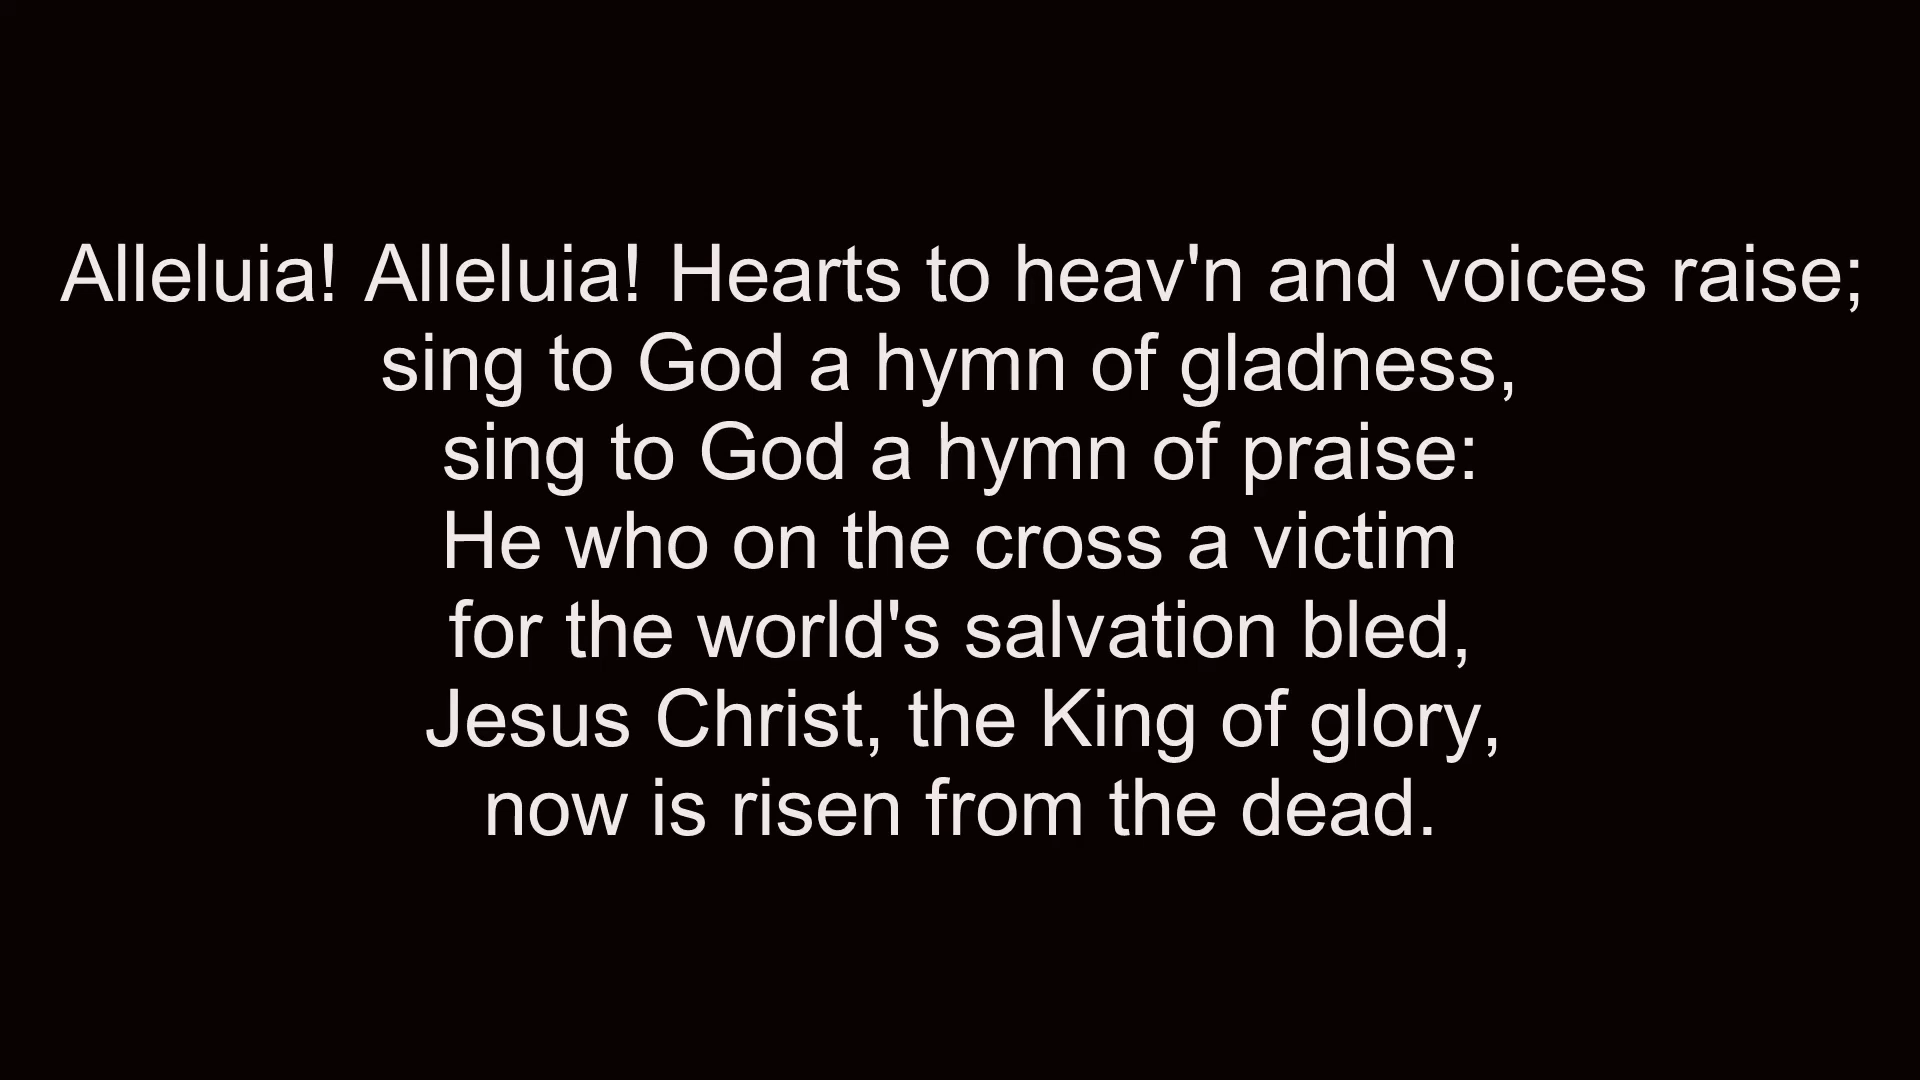 Alleluia! Alleluia! Hearts to heav'n and voices raise;
sing to God a hymn of gladness,
sing to God a hymn of praise:
He who on the cross a victim
for the world's salvation bled,
Jesus Christ, the King of glory,
now is risen from the dead.